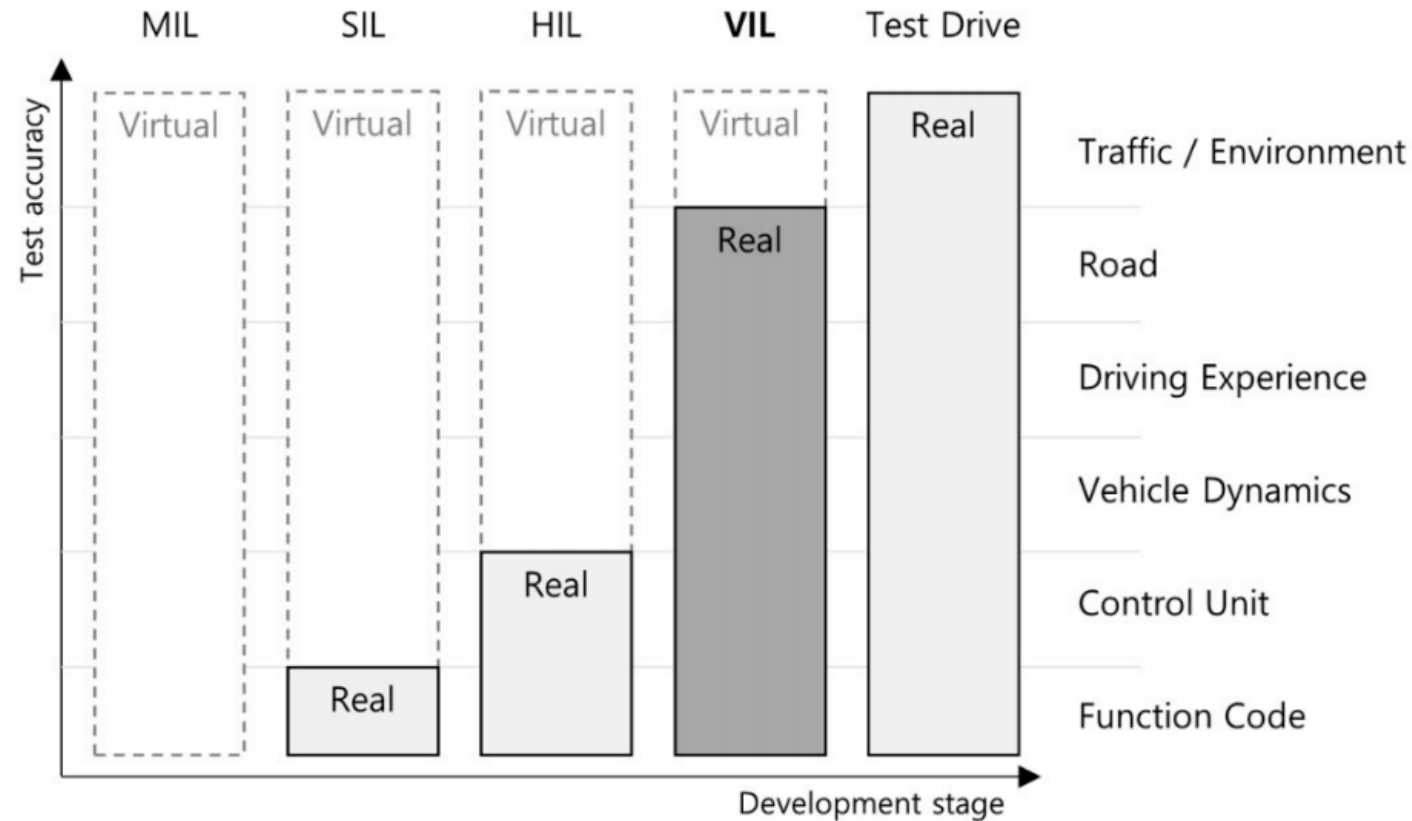 MIL SIL HIL VIL Test Drive
Test accuracy
Virtual Virtual Virtual Virtual Real
Traffic / Environment
Real
Road
Driving Experience
Vehicle Dynamics
Real
Control Unit
Real
Function Code
Development stage